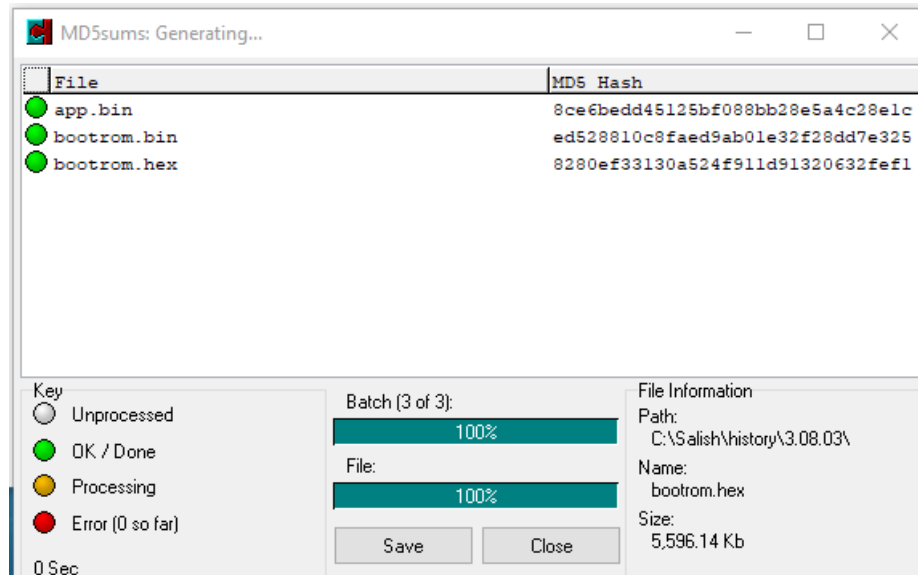 MD5sums: Generating...
File MD5 Hash
app.bin 8ce6bedd45125bf088bb28e5a4c28e1c
bootrom.bin ed528810c8faed9ab01e32f28dd7e325
bootrom.hex 8280ef33130a524f911d91320632fef1
Key
Unprocessed
OK / Done
Processing
Error (0 so far)
0 Sec
Batch (3 of 3):
100%
File:
100%
Save Close
File Information
Path:
C:\Salish\history\3.08.03\
Name:
bootrom.hex
Size:
5,596.14 Kb